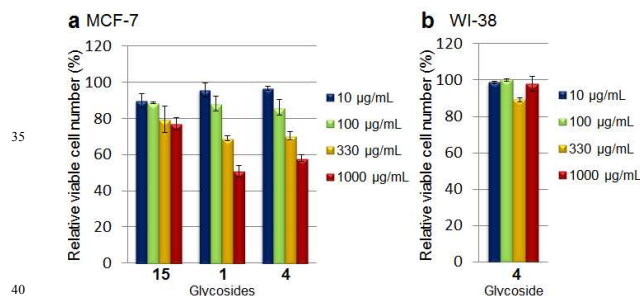 a MCF-7
Relative viable cell number (%)
120
100
80
60
40
20
0
15 1 4
Glycosides
10 µg/mL
100 µg/mL
330 µg/mL
1000 µg/mL
b WI-38
Relative viable cell number (%)
120
100
80
60
40
20
0
4
Glycoside
10 µg/mL
100 µg/mL
330 µg/mL
1000 µg/mL
35
40